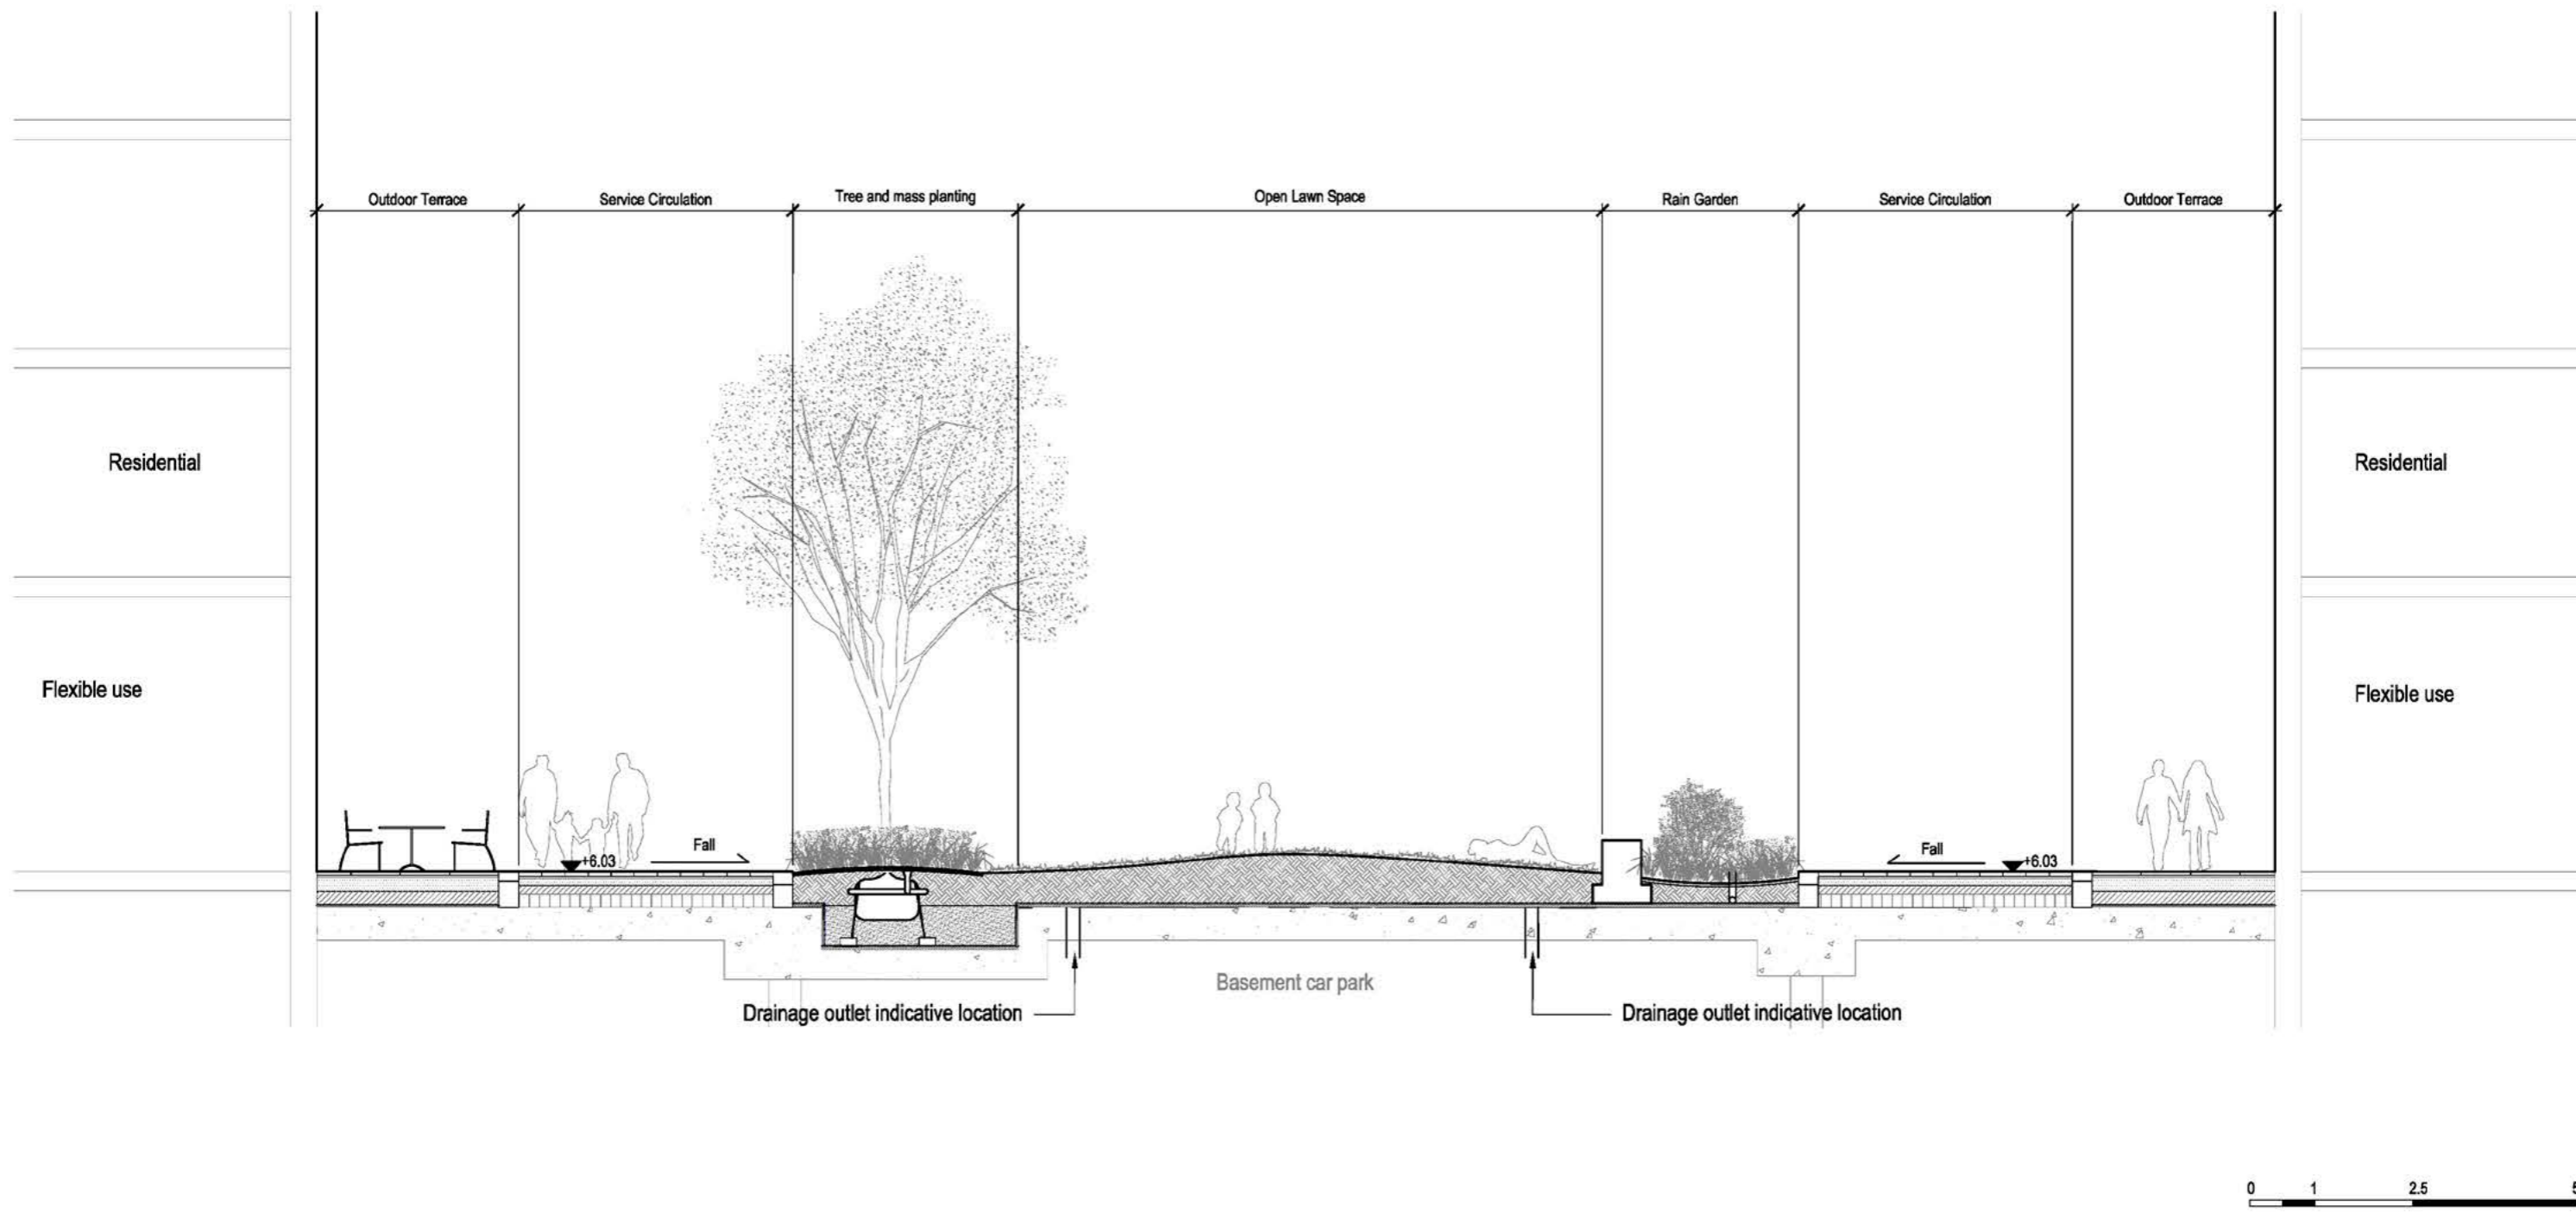 Outdoor Terrace
Service Circulation
Tree and mass planting
Open Lawn Space
Rain Garden
Service Circulation
Outdoor Terrace
Residential
Residential
Flexible use
Flexible use
Fall
+6.03
Fall
+6.03
Basement car park
Drainage outlet indicative location
Drainage outlet indicative location
0 1 2.5 5